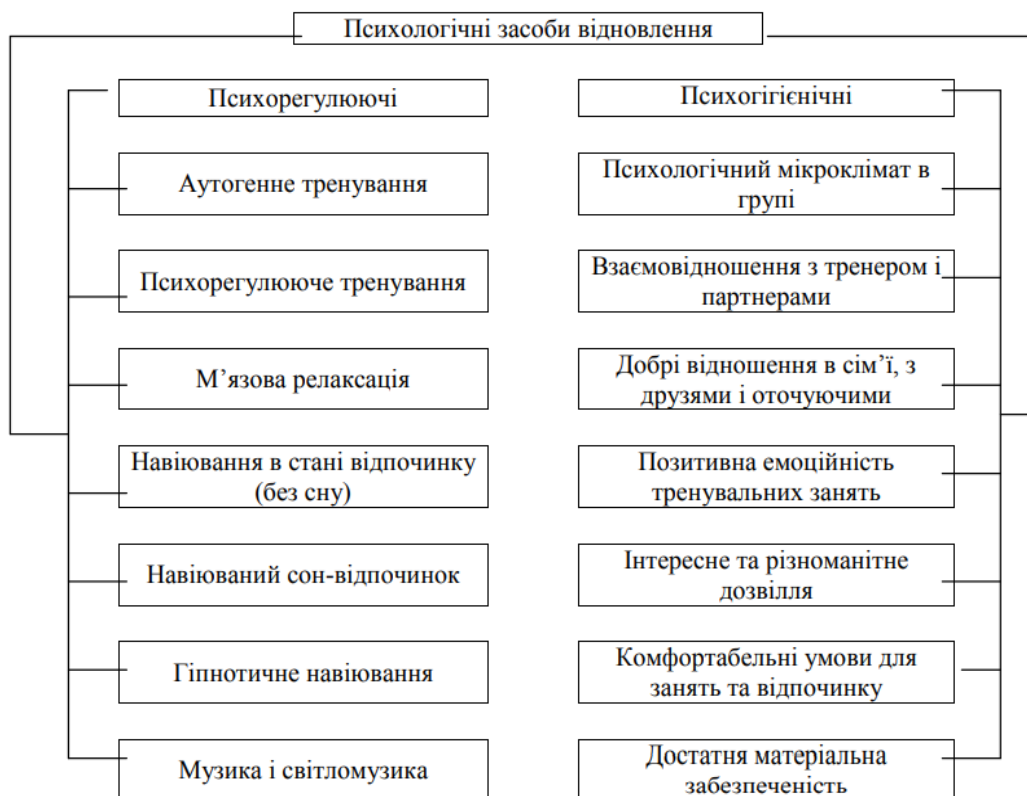 Психологічні засоби відновлення
Психорегулюючі
Аутогенне тренування
Психорегулююче тренування
М’язова релаксація
Навіювання в стані відпочинку
(без сну)
Навіюваний сон-відпочинок
Гіпнотичне навіювання
Музика і світломузика
Психогігієнічні
Психологічний мікроклімат в
групі
Взаємовідношення з тренером і
партнерами
Добрі відношення в сім’ї, з
друзями і оточуючими
Позитивна емоційність
тренувальних занять
Інтересне та різноманітне
дозвілля
Комфортабельні умови для
занять та відпочинку
Достатня матеріальна
забезпеченість